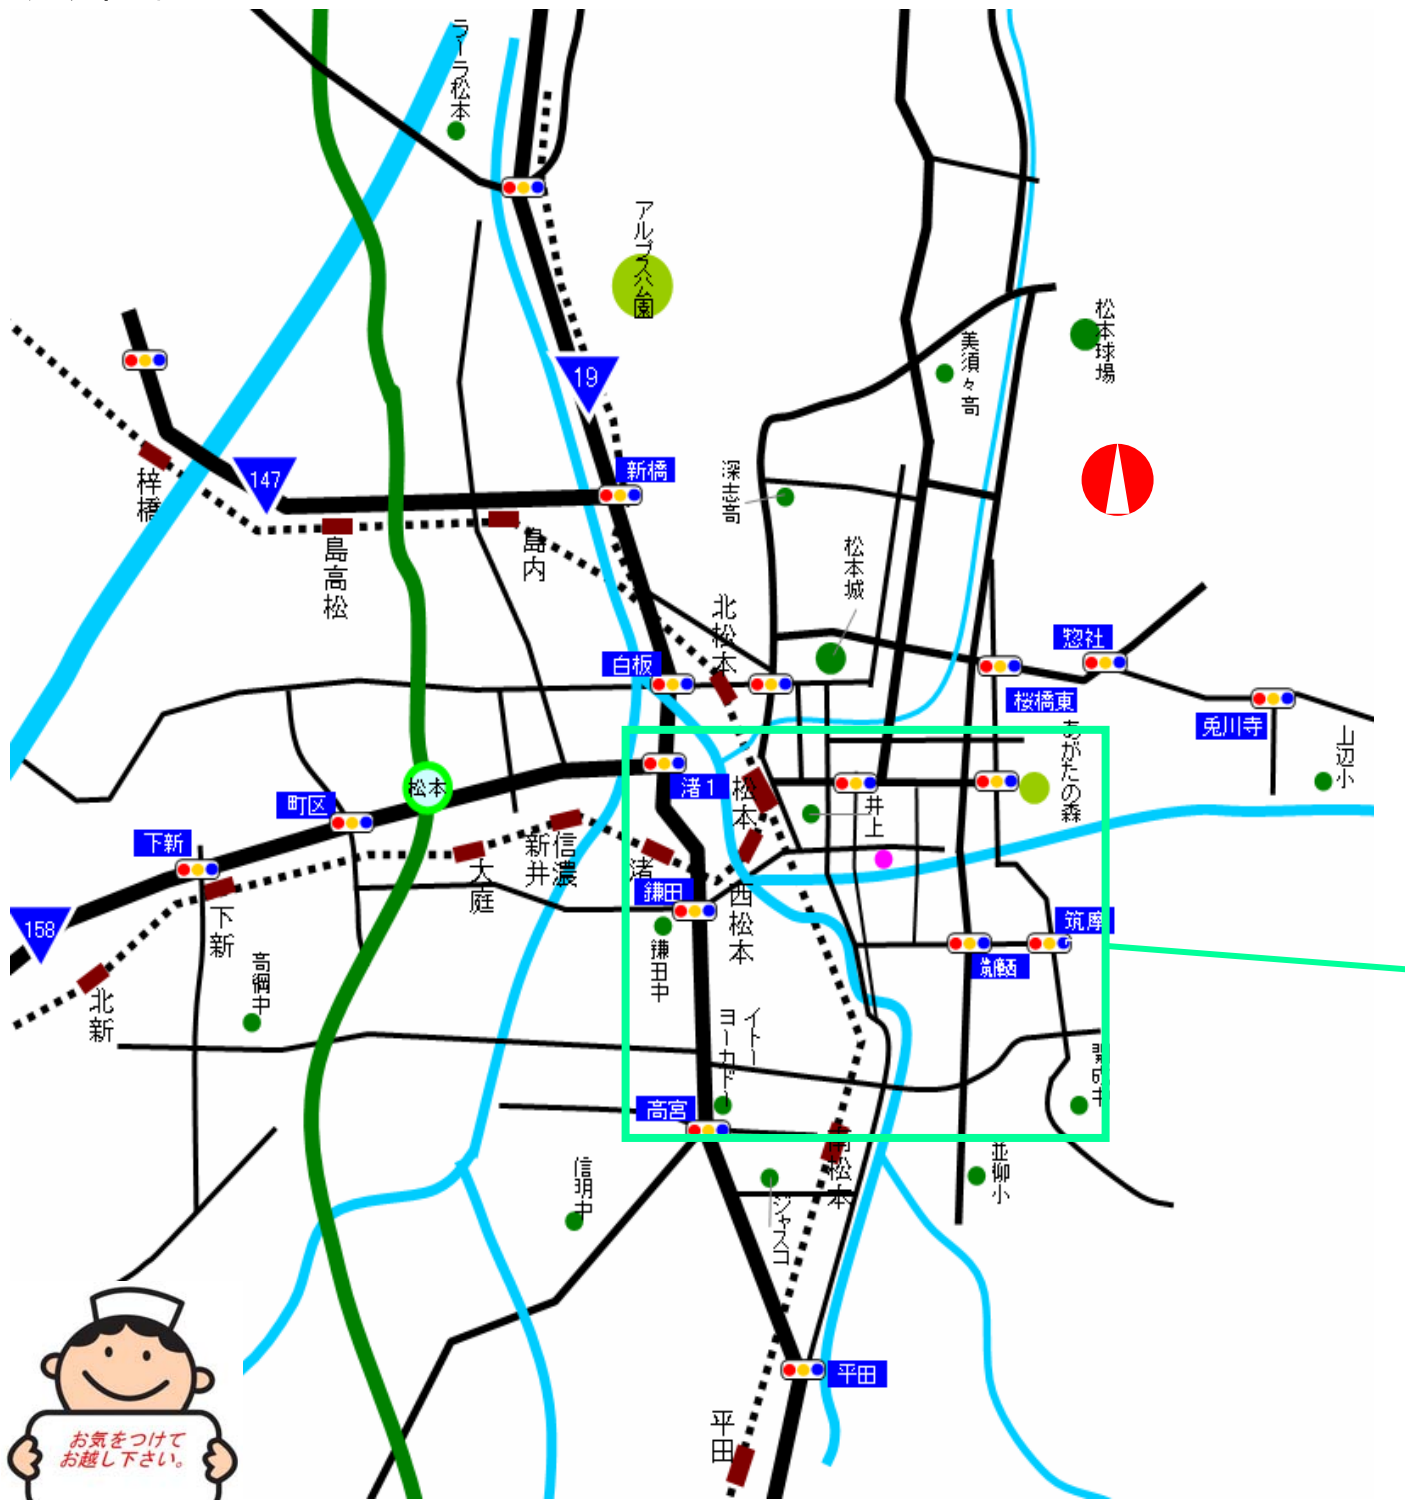 ラーラ松本
アルプス公園
松本球場
美須々高
19
147
新橋
深志高
梓橋
島高松
島内
松本城
北松本
惣社
白板
桜橋東
兎川寺
山辺小
あがたの森
松本
渚1
松本
町区
井上
下新
新井
信濃
大庭
渚
鎌田
西松本
筑摩
158
下新
鎌田中
高綱中
北新
イトー
ヨーカドー
高宮
南松本
並柳小
信明中
ジャスコ
平田
平田
お気をつけて
お越し下さい。